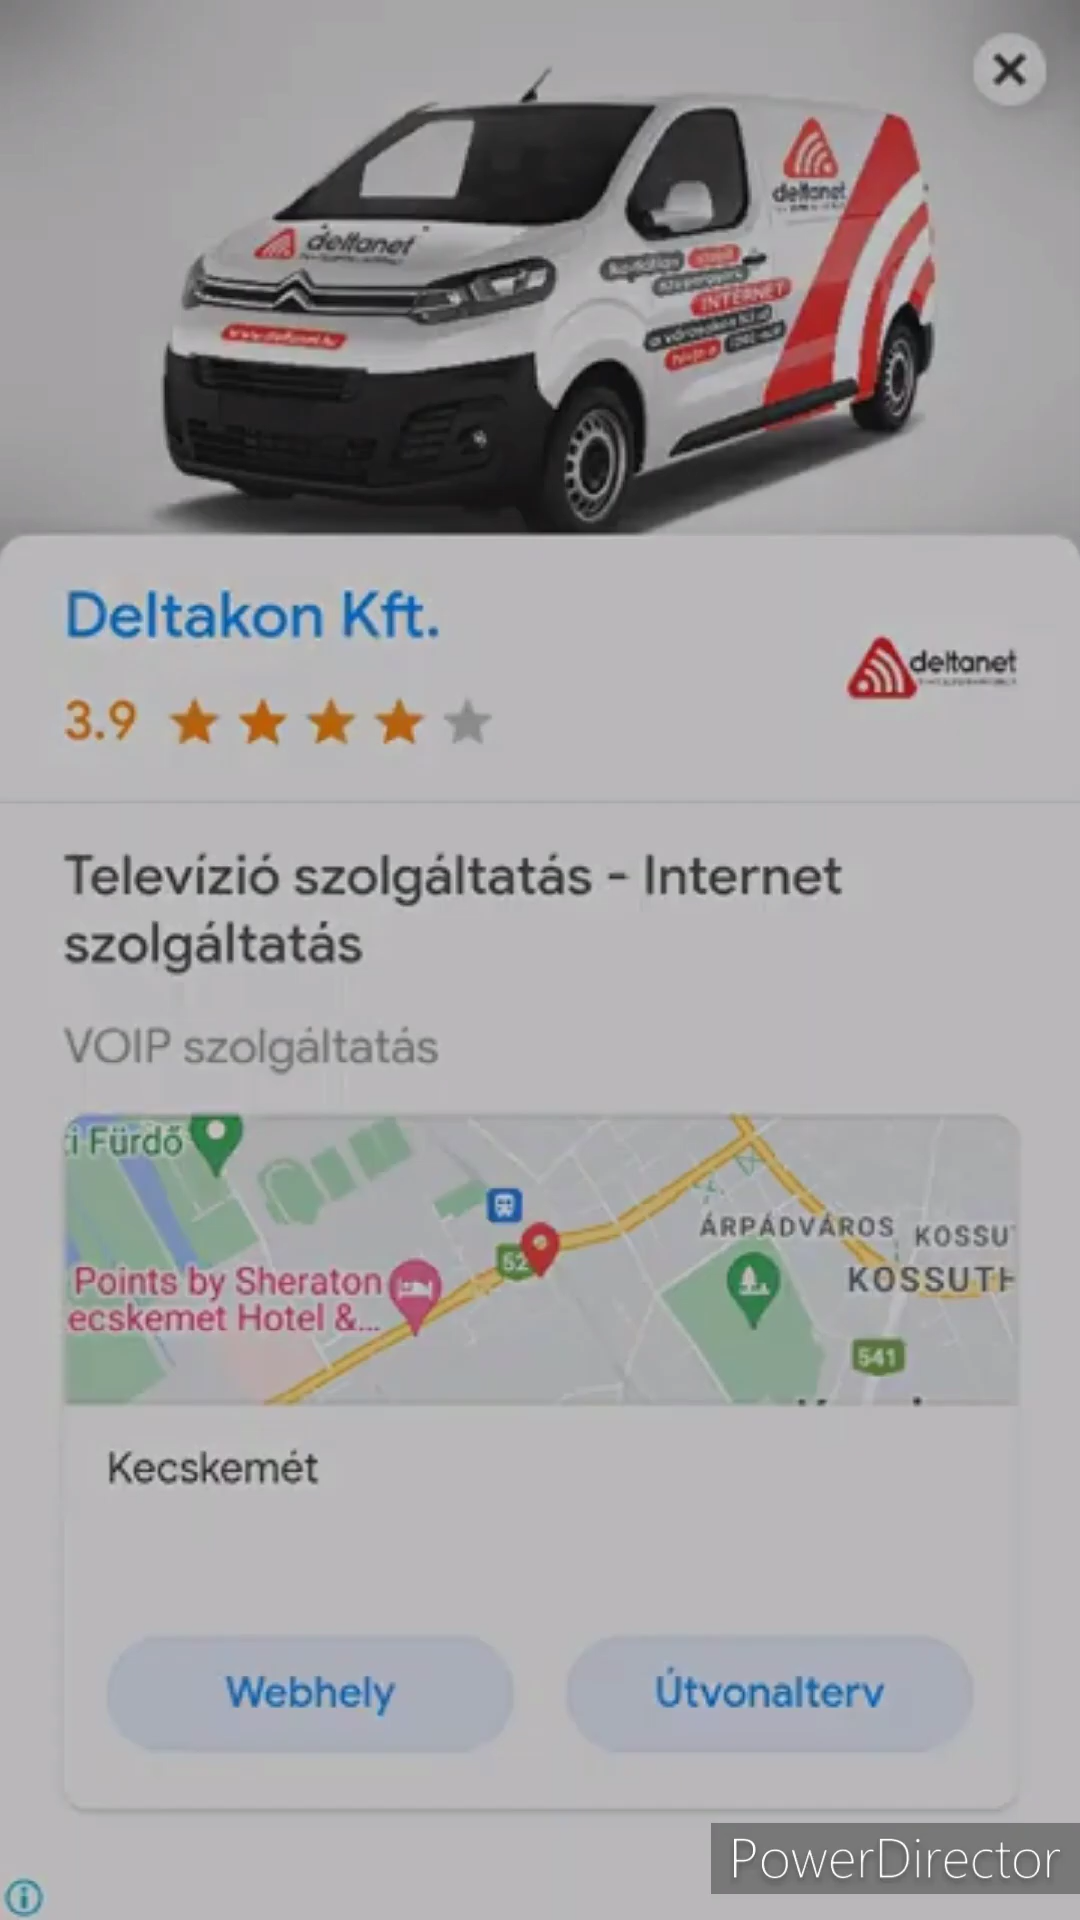 deltanet
deltanet
INTERNET
Deltakon Kft.
deltanet
3.9
Televízió szolgáltatás - Internet
szolgáltatás
VOIP szolgáltatás
i Fürdő
52
ÁRPÁDVÁROS
KOSSU
Points by Sheraton
ecskemet Hotel &...
KOSSUTH
541
Kecskemét
Webhely
Útvonalterv
PowerDirector